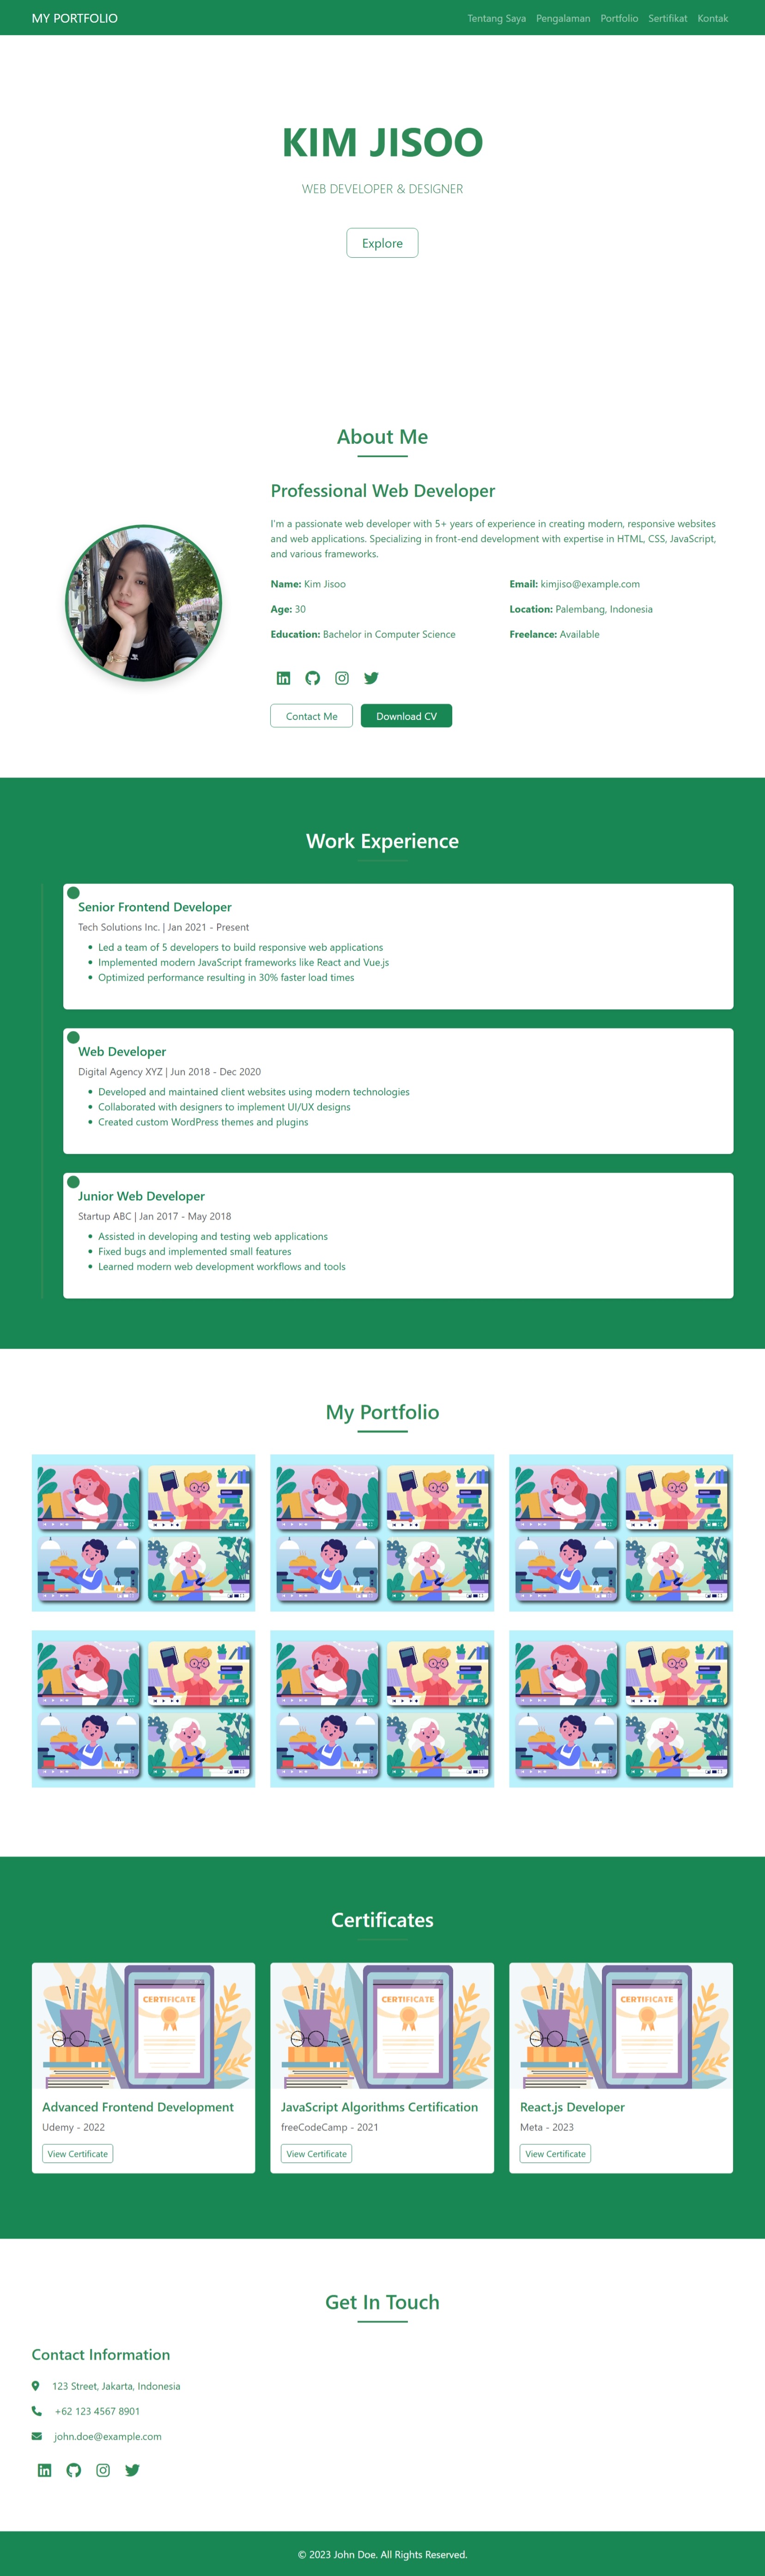 MY PORTFOLIO
Tentang Saya Pengalaman Portfolio Sertifikat Kontak
KIM JISOO
WEB DEVELOPER & DESIGNER
Explore
About Me
Professional Web Developer
I'm a passionate web developer with 5+ years of experience in creating modern, responsive websites
and web applications. Specializing in front-end development with expertise in HTML, CSS, JavaScript,
and various frameworks.
Name: Kim Jisoo
Email: kimjiso@example.com
Age: 30
Location: Palembang, Indonesia
Education: Bachelor in Computer Science
Freelance: Available
Contact Me
Download CV
Work Experience
Senior Frontend Developer
Tech Solutions Inc. | Jan 2021 - Present
Led a team of 5 developers to build responsive web applications
Implemented modern JavaScript frameworks like React and Vue.js
Optimized performance resulting in 30% faster load times
Web Developer
Digital Agency XYZ | Jun 2018 - Dec 2020
Developed and maintained client websites using modern technologies
Collaborated with designers to implement UI/UX designs
Created custom WordPress themes and plugins
Junior Web Developer
Startup ABC | Jan 2017 - May 2018
Assisted in developing and testing web applications
Fixed bugs and implemented small features
Learned modern web development workflows and tools
My Portfolio
Certificates
CERTIFICATE
Advanced Frontend Development
Udemy - 2022
View Certificate
CERTIFICATE
JavaScript Algorithms Certification
freeCodeCamp - 2021
View Certificate
CERTIFICATE
React.js Developer
Meta - 2023
View Certificate
Get In Touch
Contact Information
123 Street, Jakarta, Indonesia
+62 123 4567 8901
john.doe@example.com
© 2023 John Doe. All Rights Reserved.